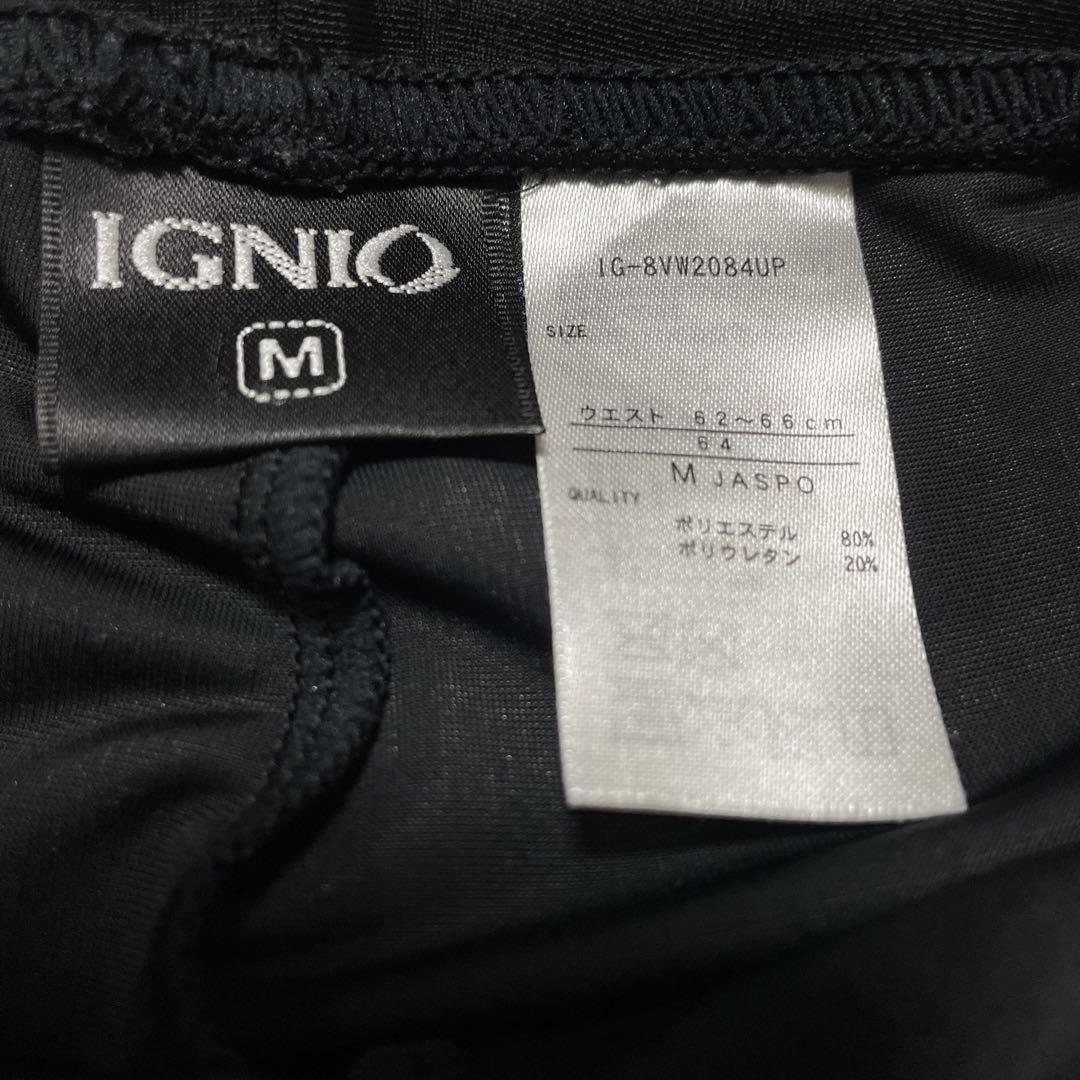 IGNIO
M
IG-8VW2084UP
SIZE
ウエスト 62～66cm
64
M JASPO
QUALITY
ポリエステル 80%
ポリウレタン 20%